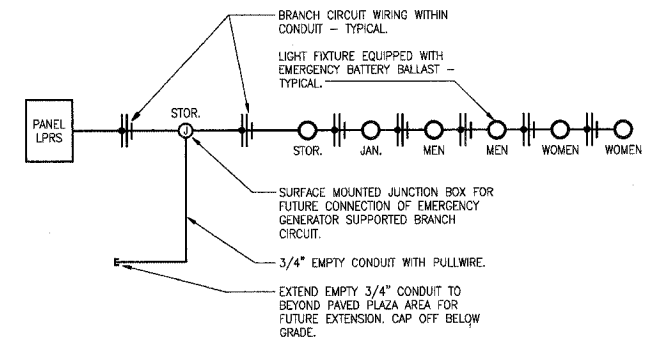 BRANCH CIRCUIT WIRING WITHIN
CONDUIT – TYPICAL.
LIGHT FIXTURE EQUIPPED WITH
EMERGENCY BATTERY BALLAST –
TYPICAL.
PANEL
LPRS
STOR.
J
STOR.
JAN.
MEN
MEN
WOMEN
WOMEN
SURFACE MOUNTED JUNCTION BOX FOR
FUTURE CONNECTION OF EMERGENCY
GENERATOR SUPPORTED BRANCH
CIRCUIT.
3/4" EMPTY CONDUIT WITH PULLWIRE.
EXTEND EMPTY 3/4" CONDUIT TO
BEYOND PAVED PLAZA AREA FOR
FUTURE EXTENSION. CAP OFF BELOW
GRADE.